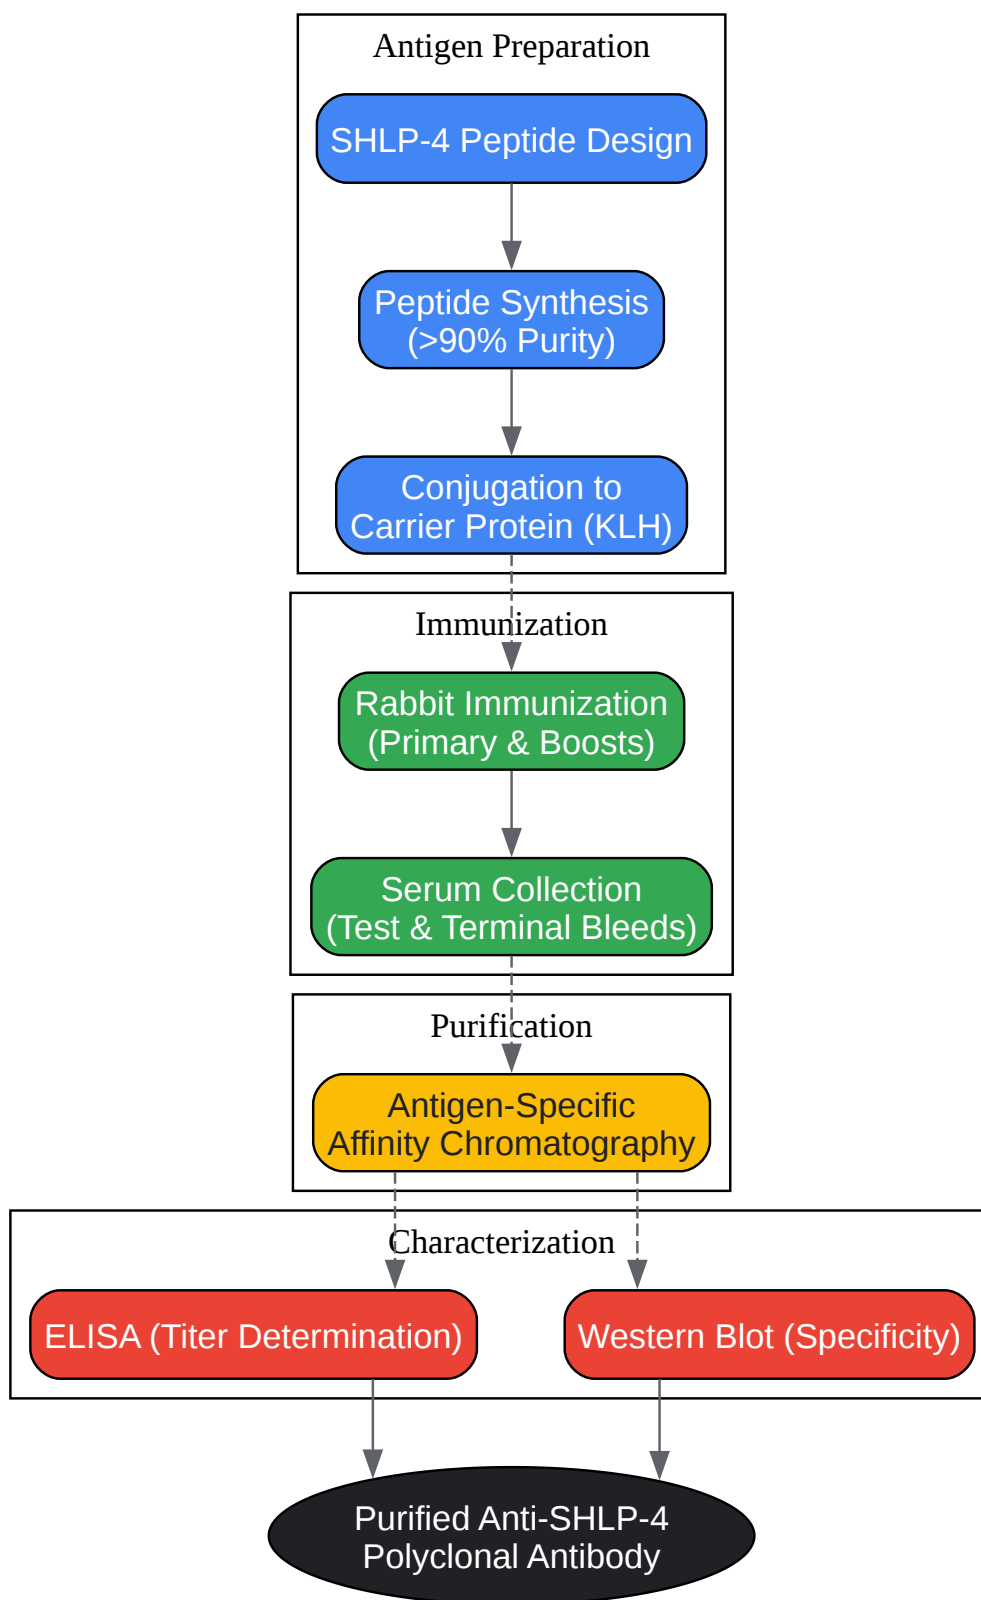 Antigen Preparation
SHLP-4 Peptide Design
Peptide Synthesis
(>90% Purity)
Conjugation to
Carrier Protein (KLH)
Immunization
Rabbit Immunization
(Primary & Boosts)
Serum Collection
(Test & Terminal Bleeds)
Purification
Antigen-Specific
Affinity Chromatography
Characterization
ELISA (Titer Determination)
Western Blot (Specificity)
Purified Anti-SHLP-4
Polyclonal Antibody